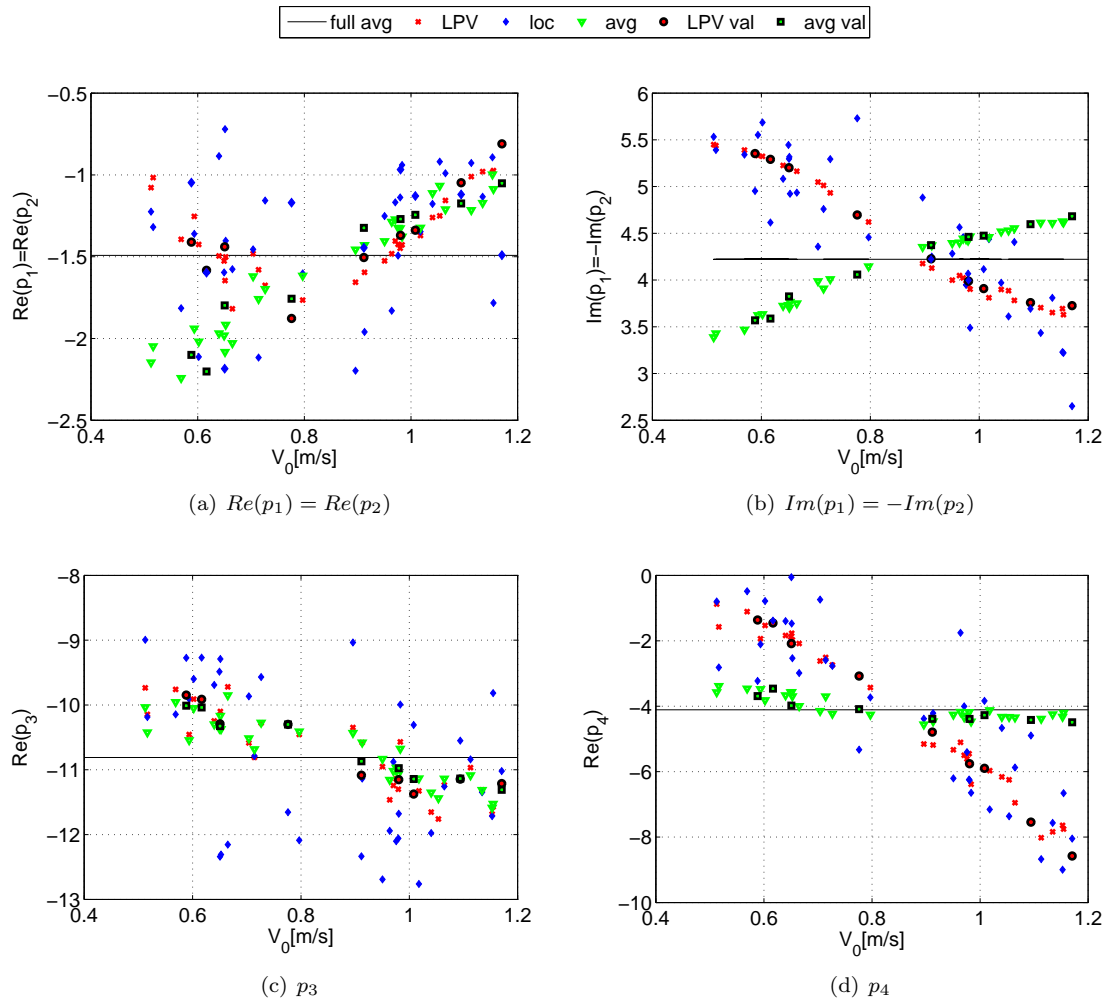 full avg LPV loc avg LPV val avg val
−0.5
−1
−1.5
−2
−2.5
0.4 0.6 0.8 1 1.2
V0[m/s]
Re(p1)=Re(p2)
(a) Re(p1) = Re(p2)
6
5.5
5
4.5
4
3.5
3
2.5
0.4 0.6 0.8 1 1.2
V0[m/s]
Im(p1)=−Im(p2
(b) Im(p1) = −Im(p2)
−8
−9
−10
−11
−12
−13
0.4 0.6 0.8 1 1.2
V0[m/s]
Re(p3)
(c) p3
0
−2
−4
−6
−8
−10
0.4 0.6 0.8 1 1.2
V0[m/s]
Re(p4)
(d) p4